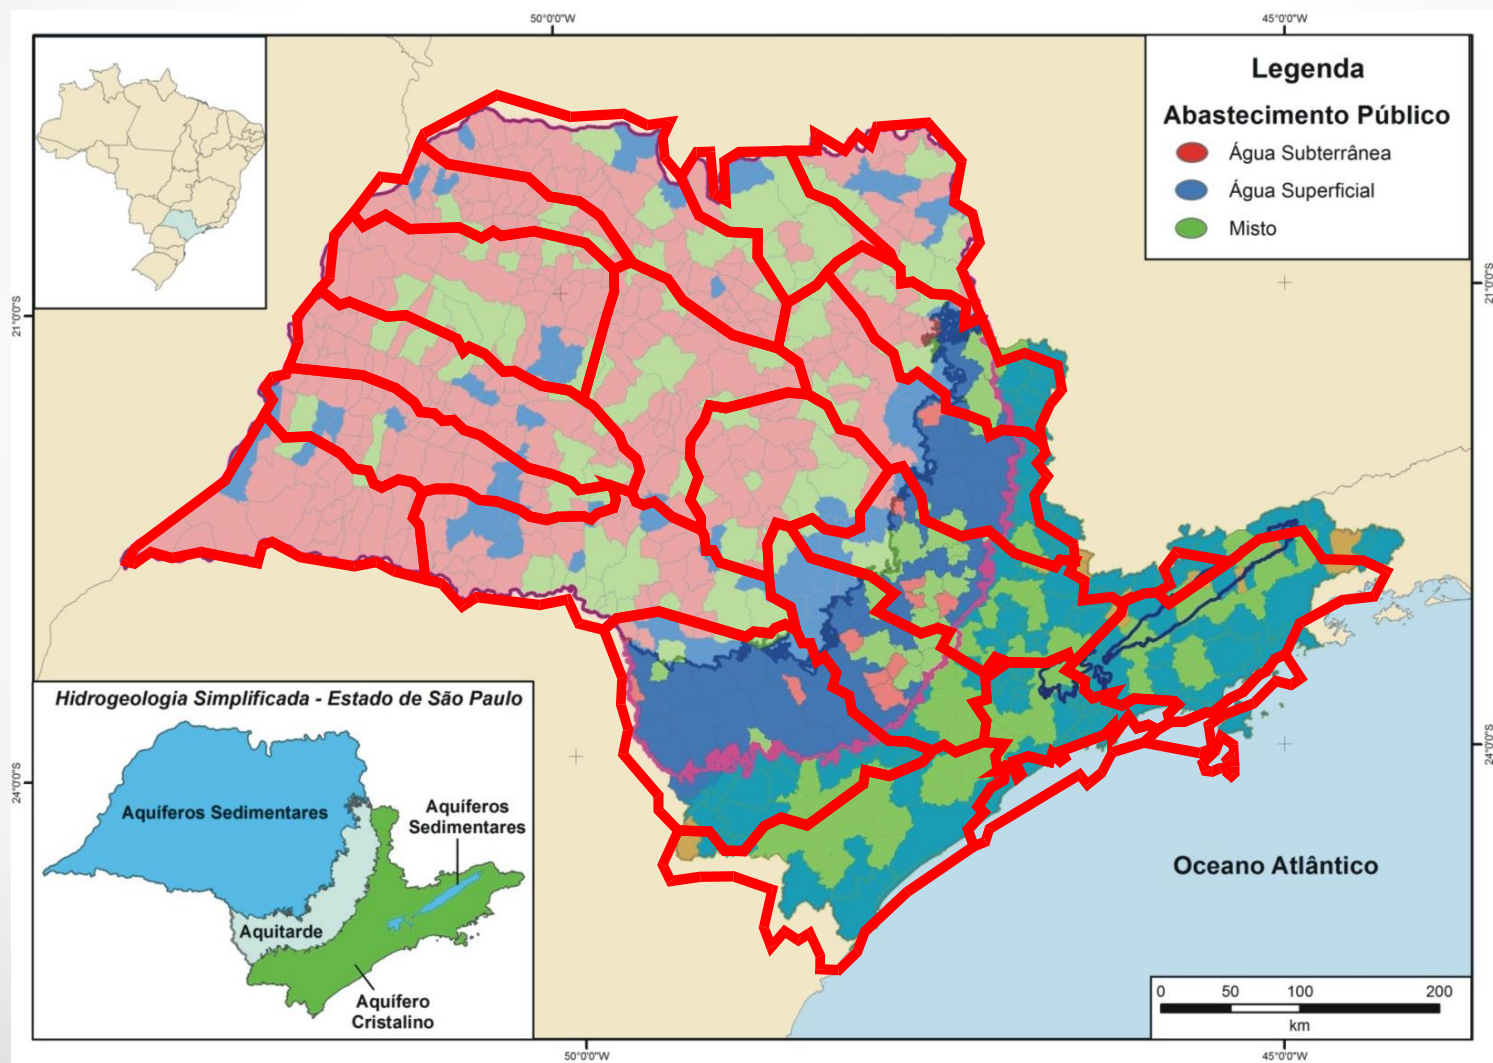 50°0'0"W
45°0'0"W
Legenda
Abastecimento Público
Água Subterrânea
Água Superficial
Misto
21°0'0"S
21°0'0"S
24°0'0"S
24°0'0"S
Hidrogeologia Simplificada - Estado de São Paulo
Aquíferos Sedimentares
Aquíferos
Sedimentares
Aquitarde
Aquífero
Cristalino
Oceano Atlântico
0 50 100 200
km
50°0'0"W
45°0'0"W